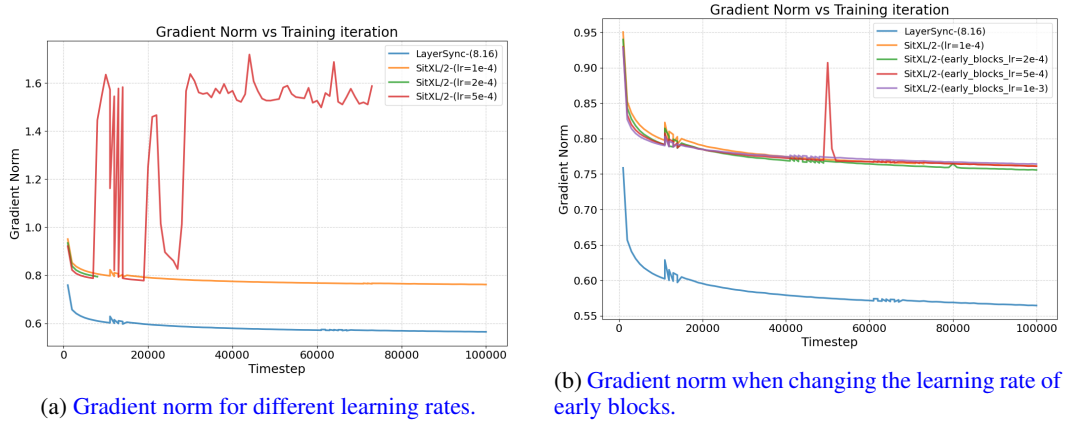 Gradient Norm vs Training iteration
LayerSync-(8.16)
SitXL/2-(lr=1e-4)
SitXL/2-(lr=2e-4)
SitXL/2-(lr=5e-4)
1.6
1.4
1.2
1.0
0.8
0.6
Gradient Norm
0
20000
40000
60000
80000
100000
Timestep
(a) Gradient norm for different learning rates.
Gradient Norm vs Training iteration
LayerSync-(8.16)
SitXL/2-(lr=1e-4)
SitXL/2-(early_blocks_lr=2e-4)
SitXL/2-(early_blocks_lr=5e-4)
SitXL/2-(early_blocks_lr=1e-3)
0.95
0.90
0.85
0.80
0.75
0.70
0.65
0.60
0.55
Gradient Norm
0
20000
40000
60000
80000
100000
Timestep
(b) Gradient norm when changing the learning rate of
early blocks.